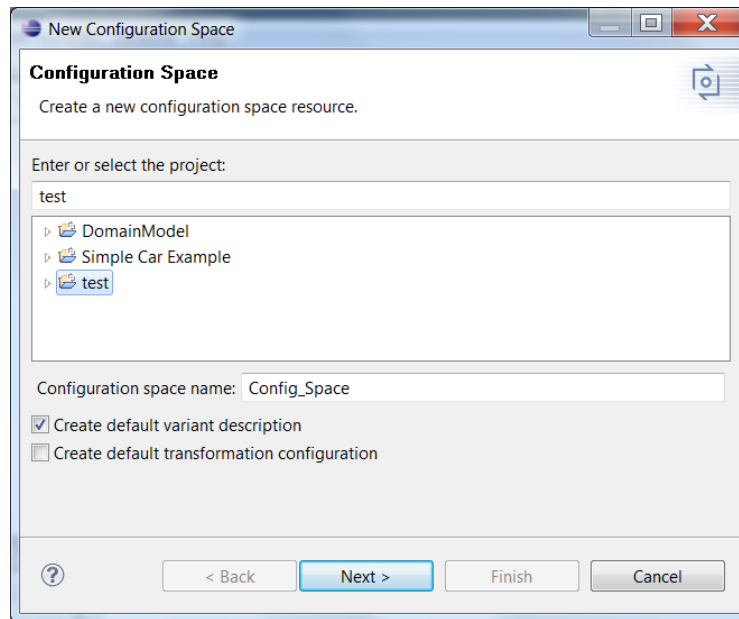 New Configuration Space
Configuration Space
Create a new configuration space resource.
Enter or select the project:
test
DomainModel
Simple Car Example
test
Configuration space name: Config_Space
Create default variant description
Create default transformation configuration
? < Back Next > Finish Cancel